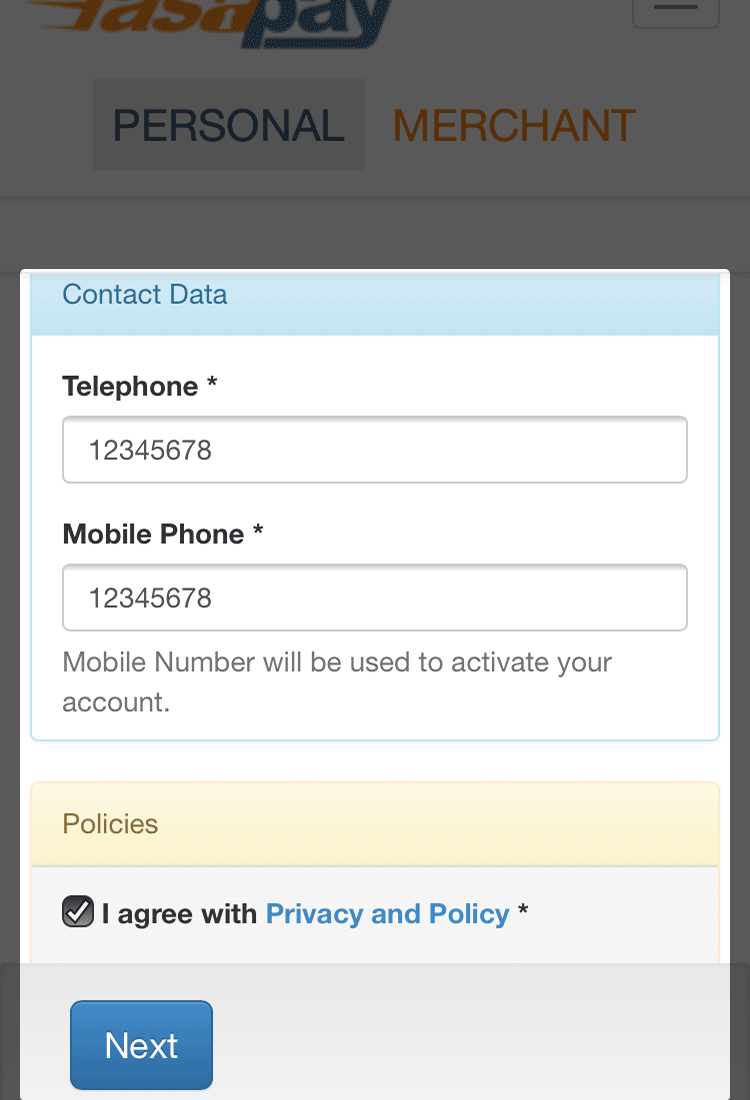 fasapay
PERSONAL MERCHANT
Contact Data
Telephone *
12345678
Mobile Phone *
12345678
Mobile Number will be used to activate your
account.
Policies
I agree with Privacy and Policy *
Next